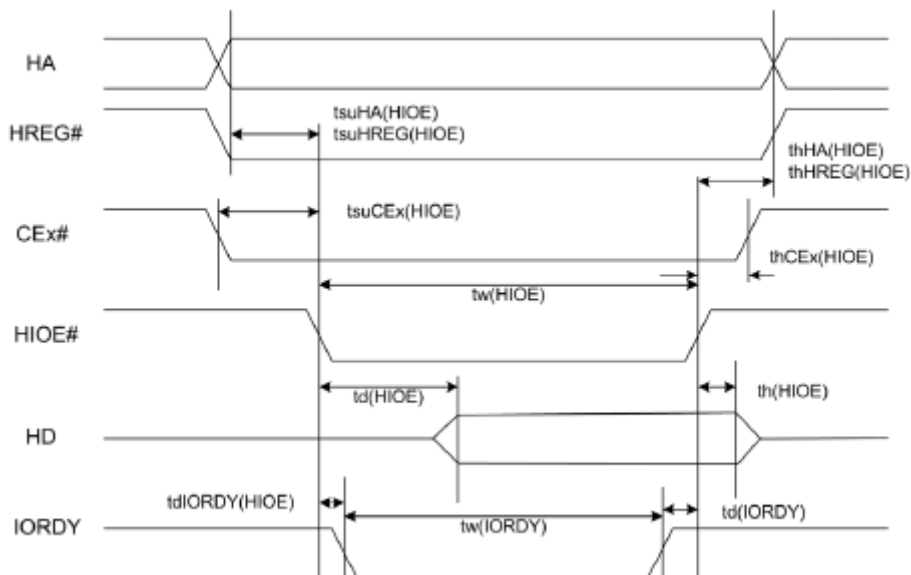 HA
tsuHA(HIOE)
HREG#
tsuHREG(HIOE)
thHA(HIOE)
thHREG(HIOE)
tsuCEx(HIOE)
CEx#
thCEx(HIOE)
tw(HIOE)
HIOE#
td(HIOE)
th(HIOE)
HD
tdIORDY(HIOE)
td(IORDY)
IORDY
tw(IORDY)